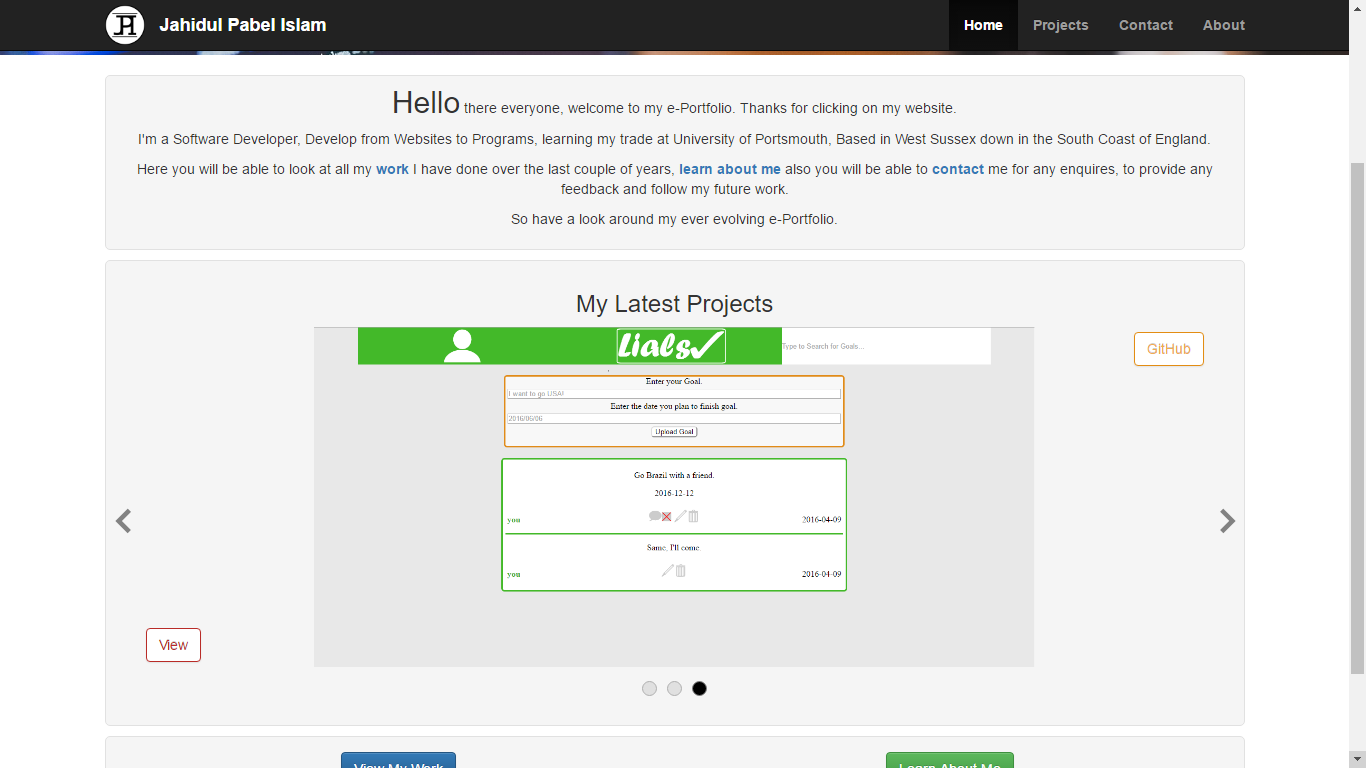 JPI Jahidul Pabel Islam Home Projects Contact About
Hello there everyone, welcome to my e-Portfolio. Thanks for clicking on my website.
I'm a Software Developer, Develop from Websites to Programs, learning my trade at University of Portsmouth, Based in West Sussex down in the South Coast of England.
Here you will be able to look at all my work I have done over the last couple of years, learn about me also you will be able to contact me for any enquires, to provide any
feedback and follow my future work.
So have a look around my ever evolving e-Portfolio.
My Latest Projects
GitHub
Lials
Type to Search for Goals...
Enter your Goal.
I want to go USA!
Enter the date you plan to finish goal.
2016/06/06
Upload Goal
Go Brazil with a friend.
2016-12-12
you 2016-04-09
Same, I'll come.
you 2016-04-09
View
View My Work Learn About Me